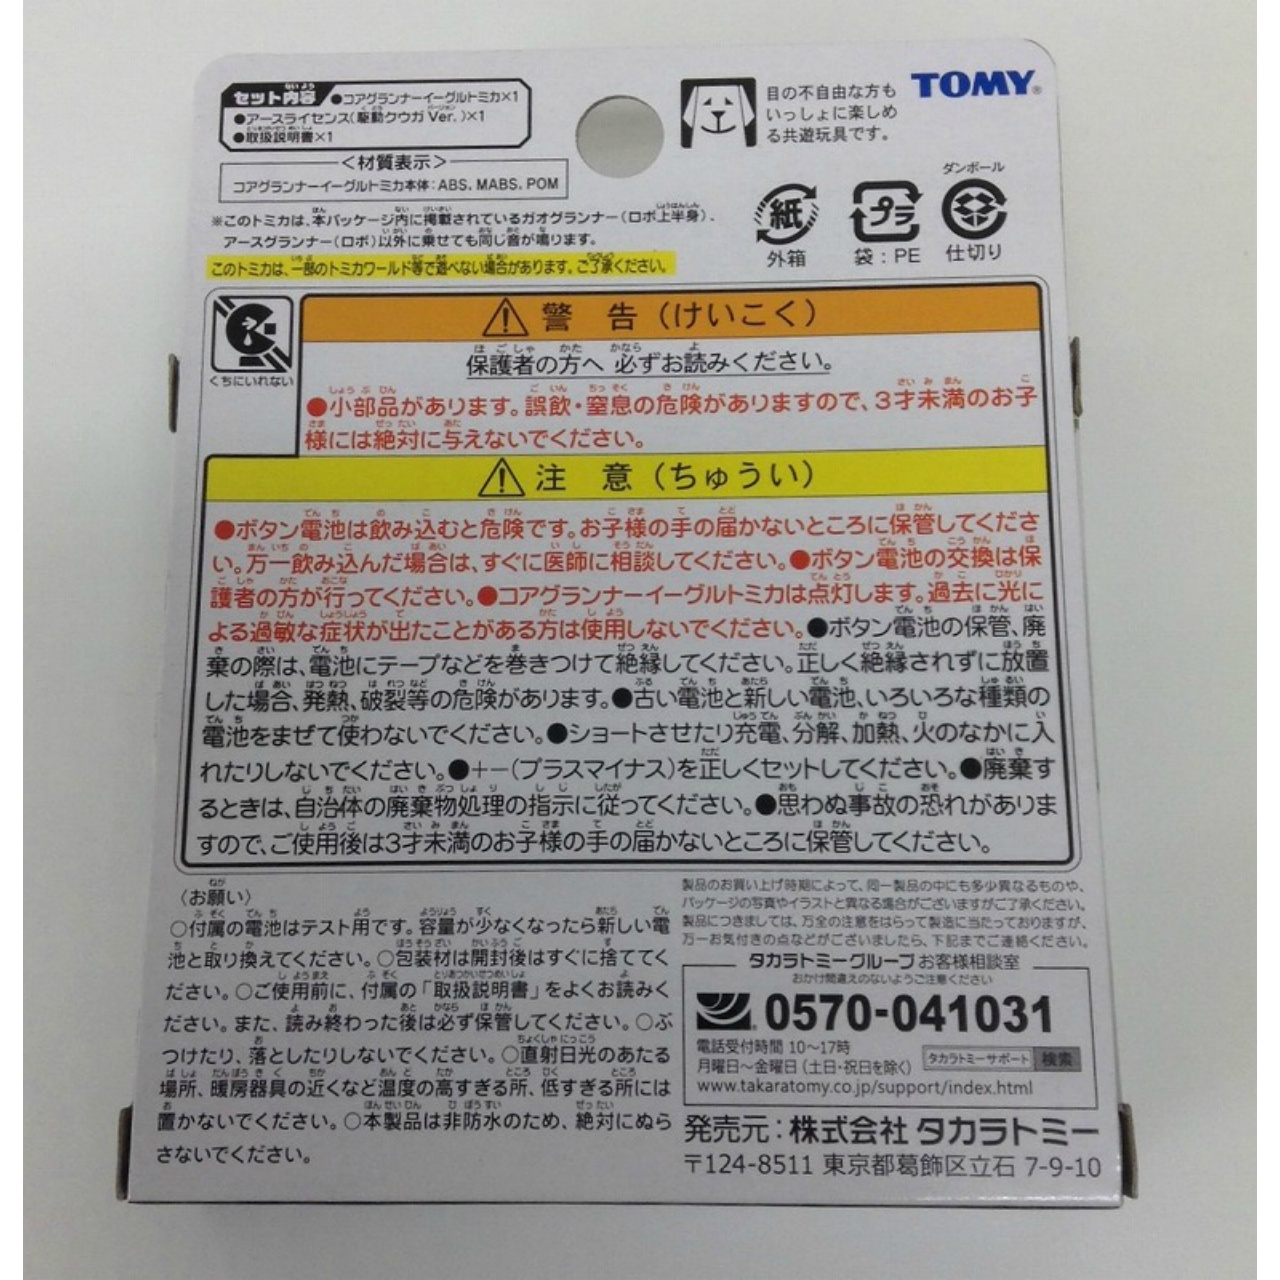 セット内容 ●コアグランナーイーグルトミカ×1
●アースライセンス(駆動クウガ Ver.)×1
●取扱説明書×1
＜材質表示＞
コアグランナーイーグルトミカ本体：ABS, MABS, POM
※このトミカは、本パッケージ内に掲載されているガオグランナー(ロボ上半身)、
アースグランナー(ロボ)以外に乗せても同じ音が鳴ります。
このトミカは、一部のトミカワールド等で遊べない場合があります。ご了承ください。
目の不自由な方も
いっしょに楽しめ
る共遊玩具です。
TOMY®
紙
外箱
プラ
袋：PE
ダンボール
仕切り
くちにいれない
警 告 (けいこく)
保護者の方へ 必ずお読みください。
●小部品があります。誤飲・窒息の危険がありますので、3才未満のお子
様には絶対に与えないでください。
注 意 (ちゅうい)
●ボタン電池は飲み込むと危険です。お子様の手の届かないところに保管してくださ
い。万一飲み込んだ場合は、すぐに医師に相談してください。●ボタン電池の交換は保
護者の方が行ってください。●コアグランナーイーグルトミカは点灯します。過去に光に
よる過敏な症状が出たことがある方は使用しないでください。●ボタン電池の保管、廃
棄の際は、電池にテープなどを巻きつけて絶縁してください。正しく絶縁されずに放置
した場合、発熱、破裂等の危険があります。●古い電池と新しい電池、いろいろな種類の
電池をまぜて使わないでください。●ショートさせたり充電、分解、加熱、火のなかに入
れたりしないでください。●＋－(プラスマイナス)を正しくセットしてください。●廃棄す
るときは、自治体の廃棄物処理の指示に従ってください。●思わぬ事故の恐れがありま
すので、ご使用後は3才未満のお子様の手の届かないところに保管してください。
〈お願い〉
○付属の電池はテスト用です。容量が少なくなったら新しい電
池と取り換えてください。○包装材は開封後はすぐに捨ててく
ださい。○ご使用前に、付属の「取扱説明書」をよくお読みく
ださい。また、読み終わった後は必ず保管してください。○ぶ
つけたり、落としたりしないでください。○直射日光のあたる
場所、暖房器具の近くなど温度の高すぎる所、低すぎる所には
置かないでください。○本製品は非防水のため、絶対にぬら
さないでください。
製品のお買い上げ時期によって、同一製品の中にも多少異なるものや、
パッケージの写真やイラストと異なる場合がございますがご了承ください。
製品につきましては、万全の注意をはらって製造に当たっておりますが、
万一お気付きの点などがございましたら、下記までご連絡ください。
タカラトミーグループお客様相談室
おかけ間違えのないようご注意ください
0570-041031
電話受付時間 10〜17時
月曜日〜金曜日 (土日・祝日を除く)
タカラトミーサポート 検索
www.takaratomy.co.jp/support/index.html
発売元：株式会社 タカラトミー
〒124-8511 東京都葛飾区立石 7-9-10